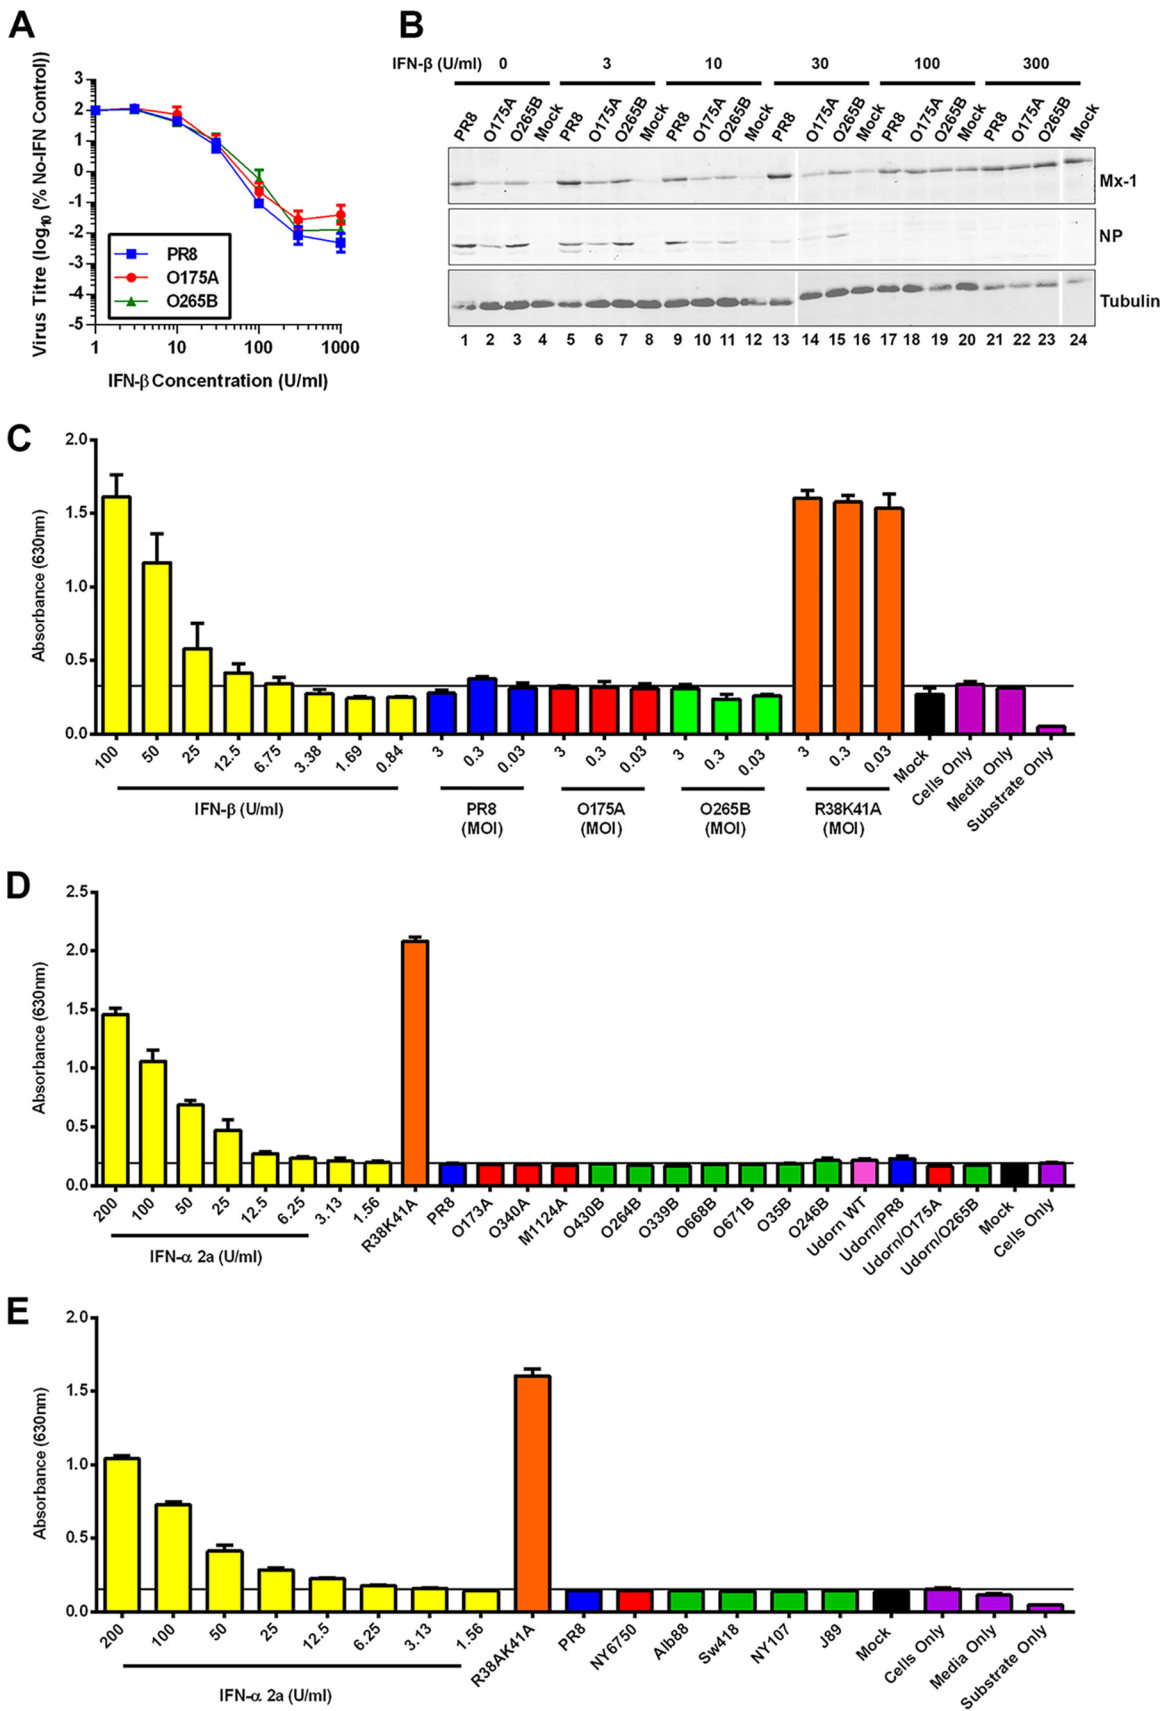 A
Virus Titre (log10 (% No-IFN Control))
3
2
1
0
-1
-2
-3
-4
-5
PR8
O175A
O265B
1 10 100 1000
IFN-β Concentration (U/ml)
B
IFN-β (U/ml) 0 3 10 30 100 300
PR8 O175A O265B Mock PR8 O175A O265B Mock PR8 O175A O265B Mock PR8 O175A O265B Mock PR8 O175A O265B Mock PR8 O175A O265B Mock
Mx-1
NP
Tubulin
1 2 3 4 5 6 7 8 9 10 11 12 13 14 15 16 17 18 19 20 21 22 23 24
C
Absorbance (630nm)
2.0
1.5
1.0
0.5
0.0
100 50 25 12.5 6.75 3.38 1.69 0.84 3 0.3 0.03 3 0.3 0.03 3 0.3 0.03 3 0.3 0.03 Mock Cells Only Media Only Substrate Only
IFN-β (U/ml) PR8 O175A O265B R38K41A
(MOI) (MOI) (MOI) (MOI)
D
Absorbance (630nm)
2.5
2.0
1.5
1.0
0.5
0.0
200 100 50 25 12.5 6.25 3.13 1.56 R38K41A PR8 O173A O340A M1124A O430B O264B O339B O668B O671B O35B O246B Udorn WT Udorn/PR8 Udorn/O175A Udorn/O265B Mock Cells Only
IFN-α 2a (U/ml)
E
Absorbance (630nm)
2.0
1.5
1.0
0.5
0.0
200 100 50 25 12.5 6.25 3.13 1.56 R38AK41A PR8 NY6750 Alb88 Sw418 NY107 J89 Mock Cells Only Media Only Substrate Only
IFN-α 2a (U/ml)